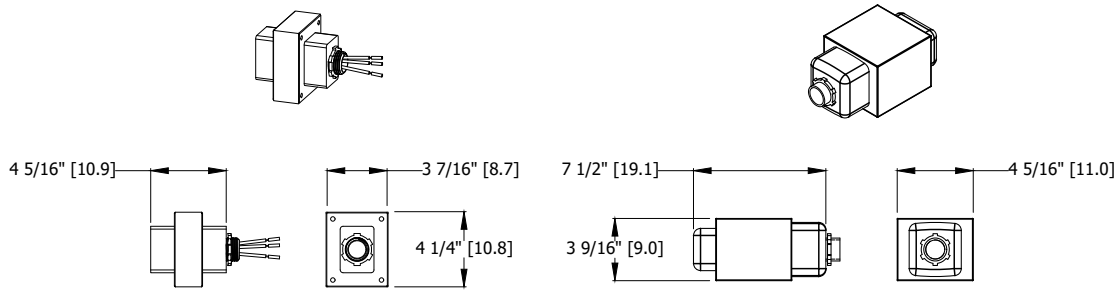 4 5/16" [10.9]
3 7/16" [8.7]
7 1/2" [19.1]
4 5/16" [11.0]
4 1/4" [10.8]
3 9/16" [9.0]